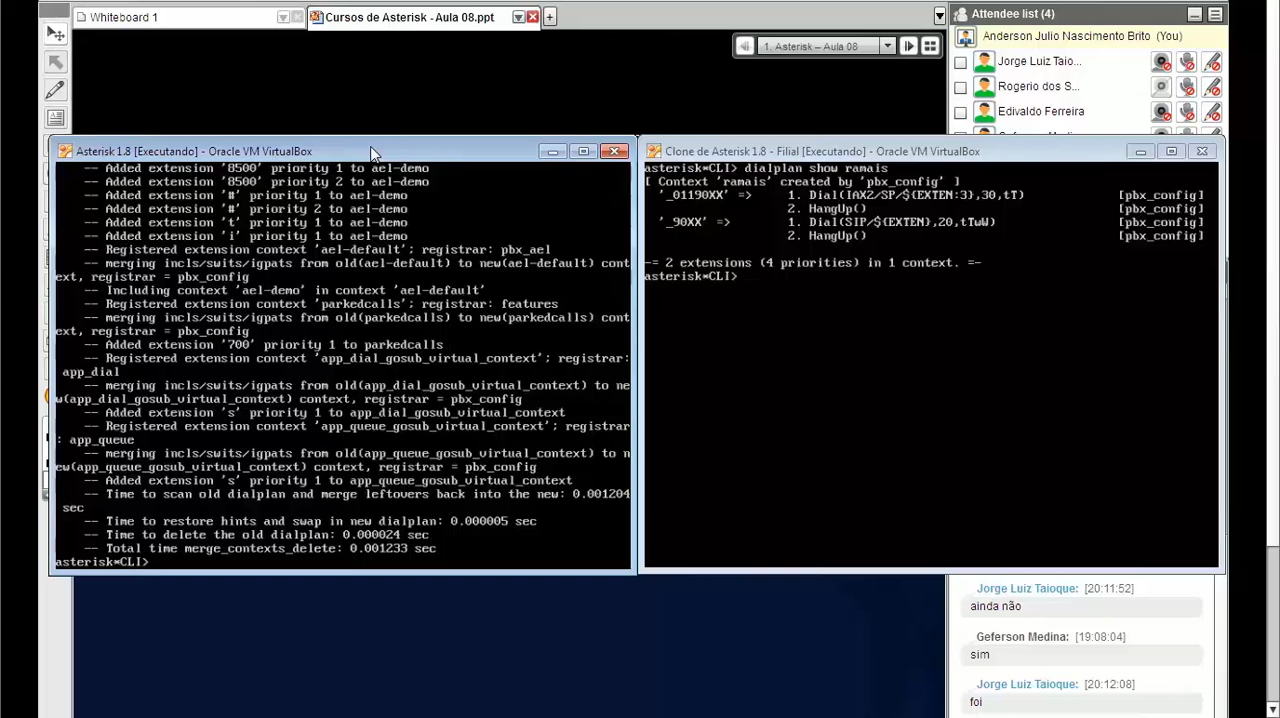 Whiteboard 1
Cursos de Asterisk - Aula 08.ppt
Attendee list (4)
1. Asterisk – Aula 08
Anderson Julio Nascimento Brito (You)
Jorge Luiz Taio...
Rogerio dos S...
Edivaldo Ferreira
Asterisk 1.8 [Executando] - Oracle VM VirtualBox
-- Added extension '8500' priority 1 to ael-demo
-- Added extension '8500' priority 2 to ael-demo
-- Added extension '#' priority 1 to ael-demo
-- Added extension '#' priority 2 to ael-demo
-- Added extension 't' priority 1 to ael-demo
-- Added extension 'i' priority 1 to ael-demo
-- Registered extension context 'ael-default'; registrar: pbx_ael
-- merging incls/swits/igpats from old(ael-default) to new(ael-default) cont
ext, registrar = pbx_config
-- Including context 'ael-demo' in context 'ael-default'
-- Registered extension context 'parkedcalls'; registrar: features
-- merging incls/swits/igpats from old(parkedcalls) to new(parkedcalls) cont
ext, registrar = pbx_config
-- Added extension '700' priority 1 to parkedcalls
-- Registered extension context 'app_dial_gosub_virtual_context'; registrar:
app_dial
-- merging incls/swits/igpats from old(app_dial_gosub_virtual_context) to ne
w(app_dial_gosub_virtual_context) context, registrar = pbx_config
-- Added extension 's' priority 1 to app_dial_gosub_virtual_context
-- Registered extension context 'app_queue_gosub_virtual_context'; registrar
: app_queue
-- merging incls/swits/igpats from old(app_queue_gosub_virtual_context) to n
ew(app_queue_gosub_virtual_context) context, registrar = pbx_config
-- Added extension 's' priority 1 to app_queue_gosub_virtual_context
-- Time to scan old dialplan and merge leftovers back into the new: 0.001204
sec
-- Time to restore hints and swap in new dialplan: 0.000005 sec
-- Time to delete the old dialplan: 0.000024 sec
-- Total time merge_contexts_delete: 0.001233 sec
asterisk*CLI>
Clone de Asterisk 1.8 - Filial [Executando] - Oracle VM VirtualBox
asterisk*CLI> dialplan show ramais
[ Context 'ramais' created by 'pbx_config' ]
'_01190XX' => 1. Dial(IAX2/SP/${EXTEN:3},30,tT) [pbx_config]
2. HangUp() [pbx_config]
'_90XX' => 1. Dial(SIP/${EXTEN},20,tTwW) [pbx_config]
2. HangUp() [pbx_config]
-= 2 extensions (4 priorities) in 1 context. =-
asterisk*CLI>
Jorge Luiz Taioque: [20:11:52]
ainda não
Geferson Medina: [19:08:04]
sim
Jorge Luiz Taioque: [20:12:08]
foi